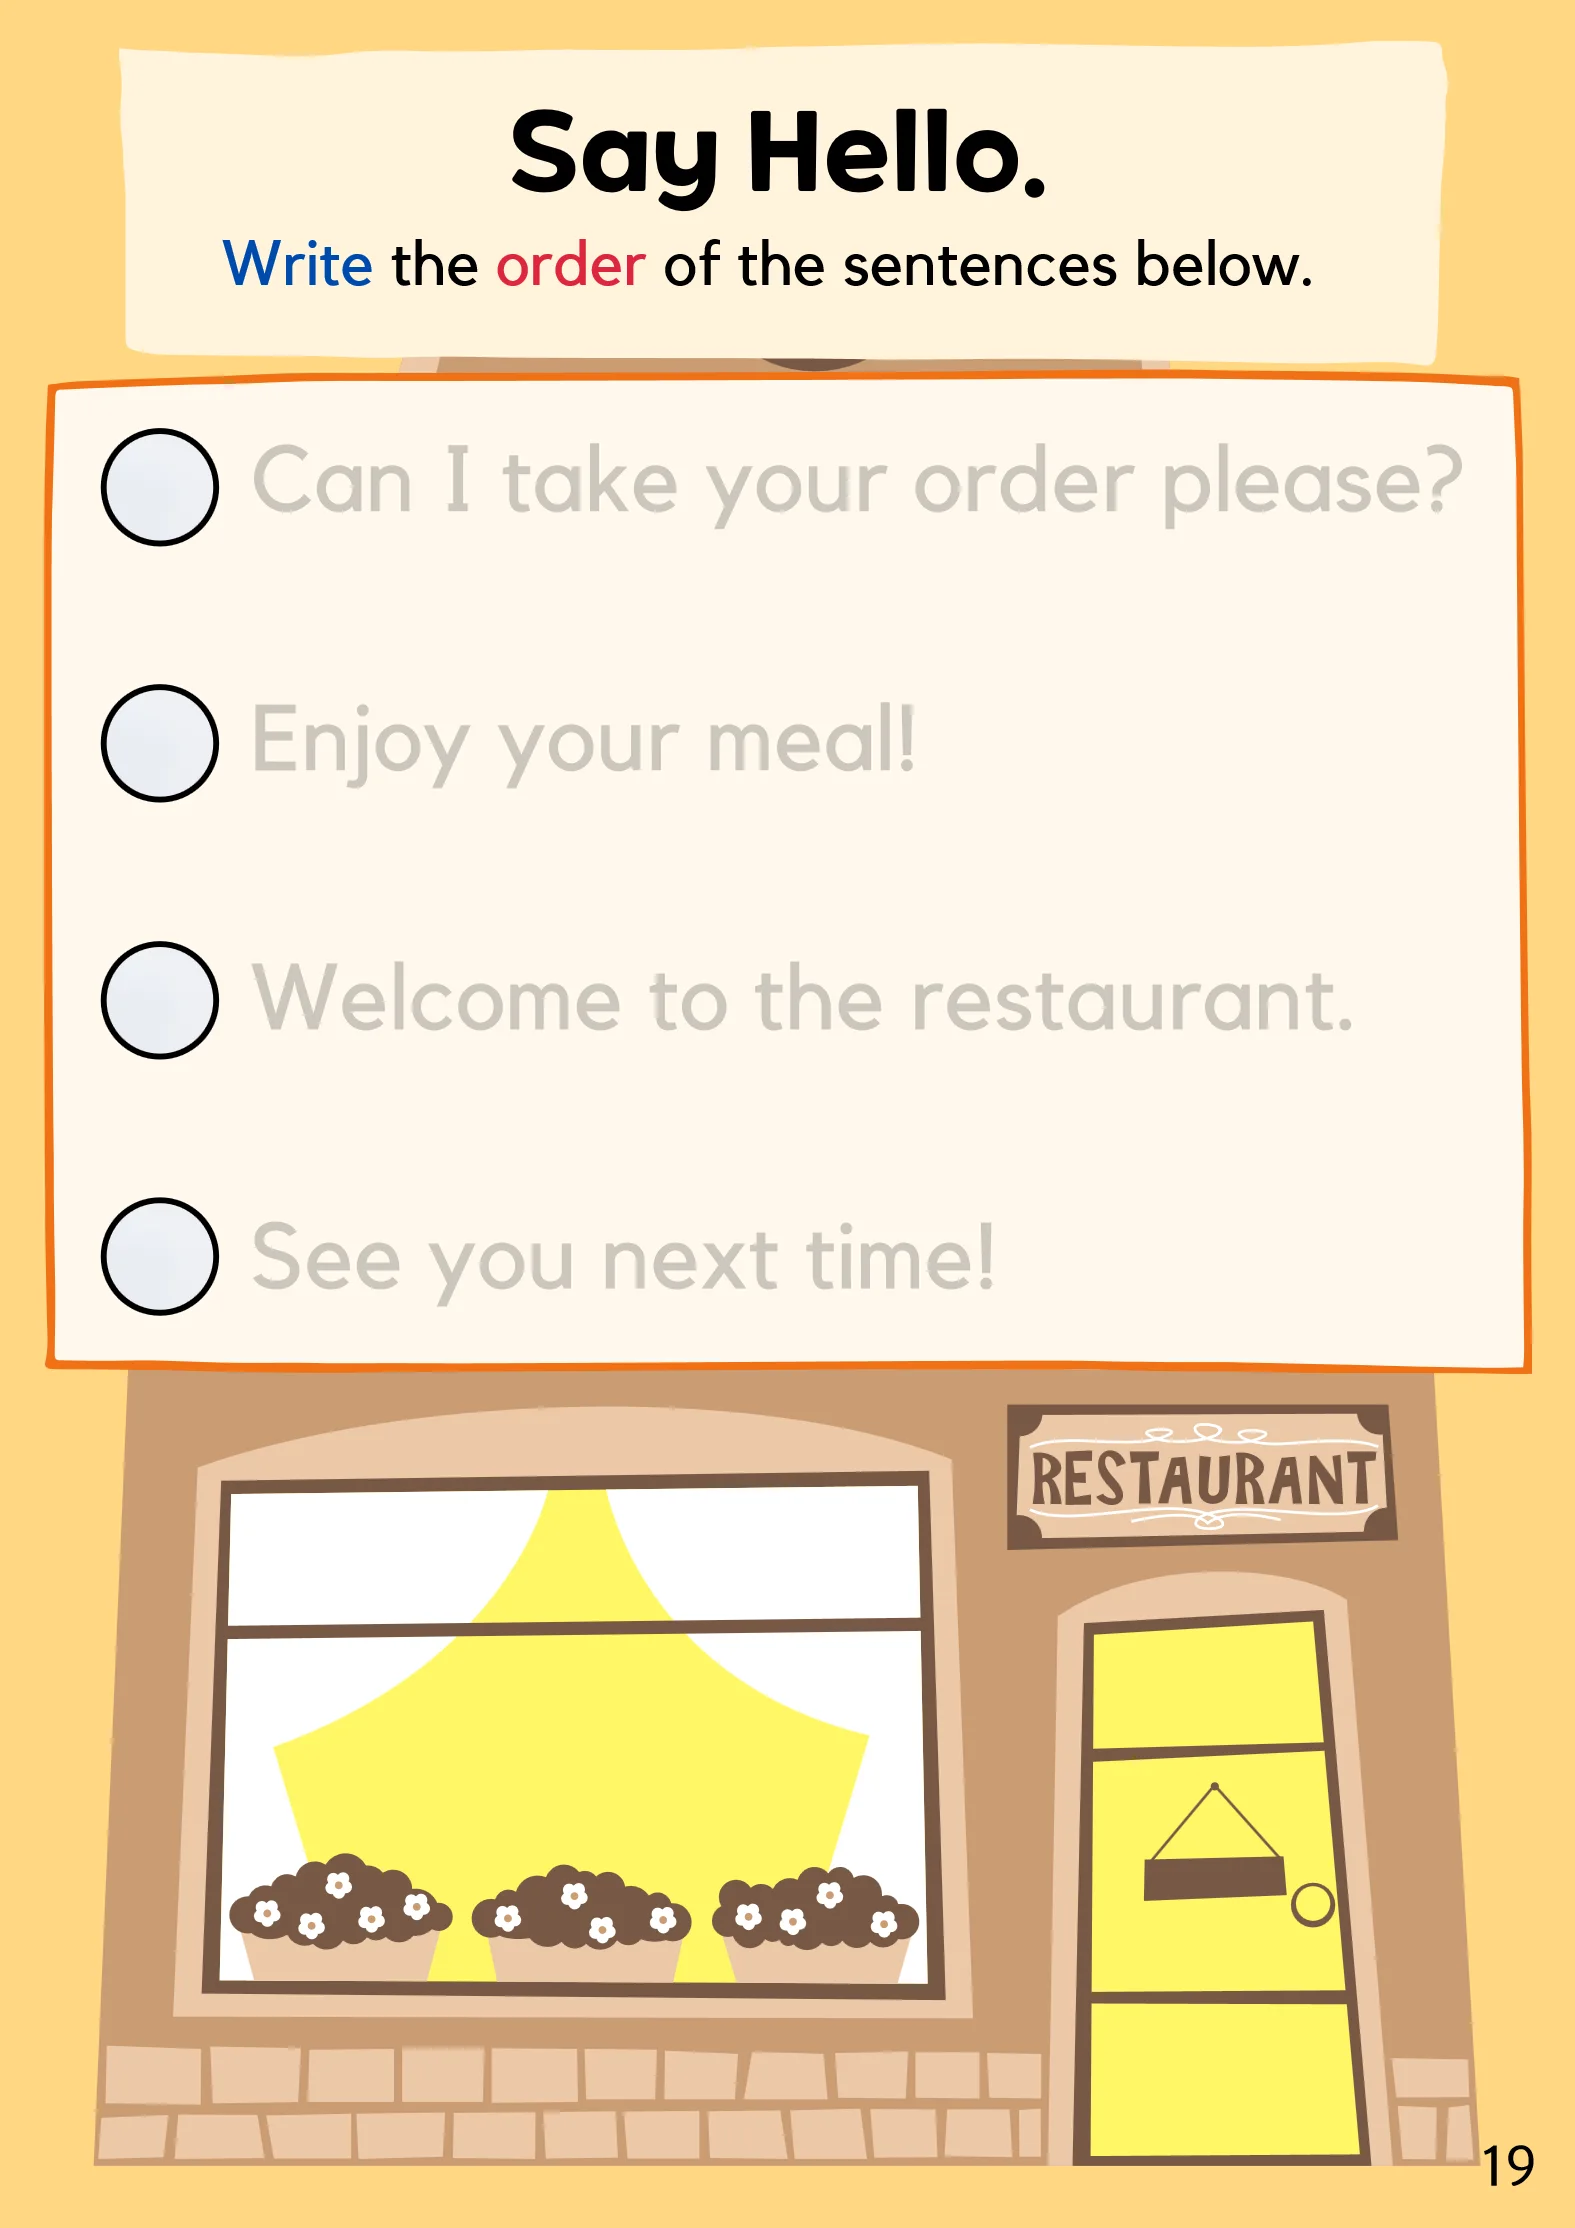 Say Hello.
Write the order of the sentences below.
Can I take your order please?
Enjoy your meal!
Welcome to the restaurant.
See you next time!
RESTAURANT
19